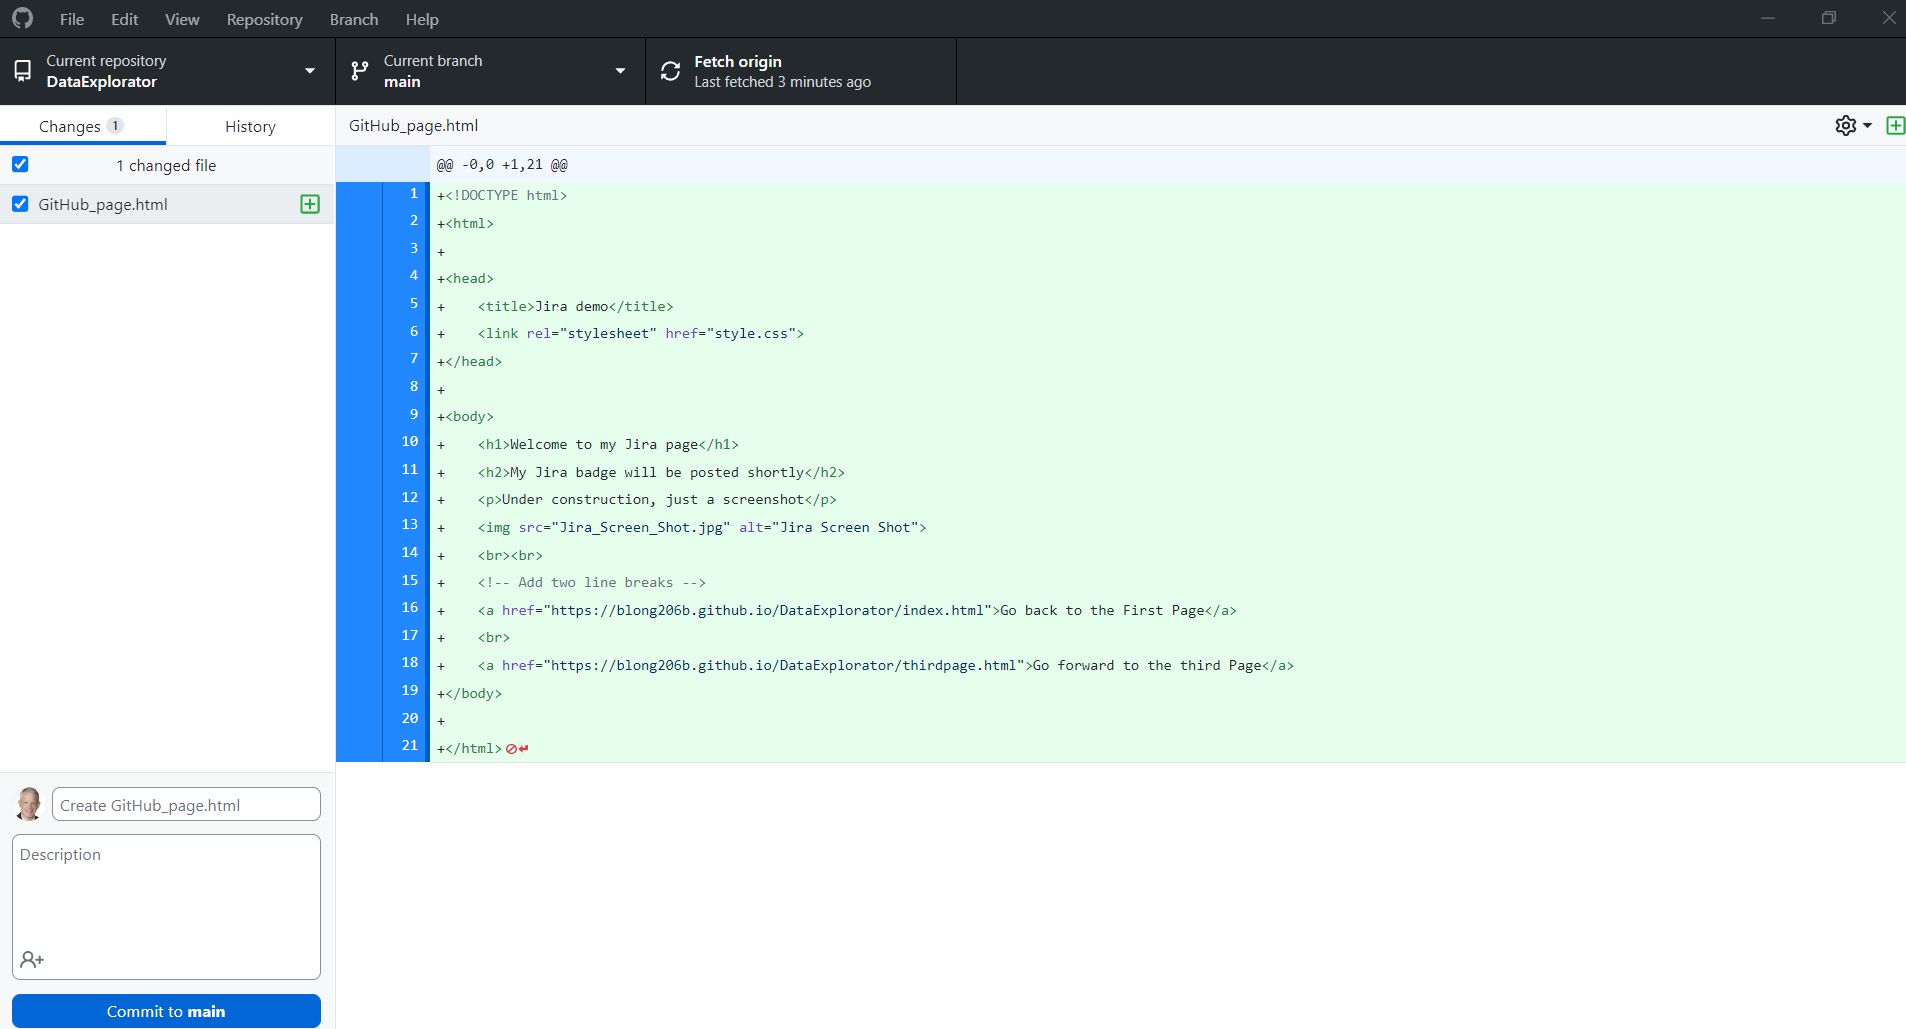 File Edit View Repository Branch Help
Current repository
DataExplorator
Current branch
main
Fetch origin
Last fetched 3 minutes ago
Changes 1 History
GitHub_page.html
1 changed file
GitHub_page.html
@@ -0,0 +1,21 @@
1 +<!DOCTYPE html>
2 +<html>
3 +
4 +<head>
5 +    <title>Jira demo</title>
6 +    <link rel="stylesheet" href="style.css">
7 +</head>
8 +
9 +<body>
10 +    <h1>Welcome to my Jira page</h1>
11 +    <h2>My Jira badge will be posted shortly</h2>
12 +    <p>Under construction, just a screenshot</p>
13 +    <img src="Jira_Screen_Shot.jpg" alt="Jira Screen Shot">
14 +    <br><br>
15 +    <!-- Add two line breaks -->
16 +    <a href="https://blong206b.github.io/DataExplorator/index.html">Go back to the First Page</a>
17 +    <br>
18 +    <a href="https://blong206b.github.io/DataExplorator/thirdpage.html">Go forward to the third Page</a>
19 +</body>
20 +
21 +</html>
Create GitHub_page.html
Description
Commit to main